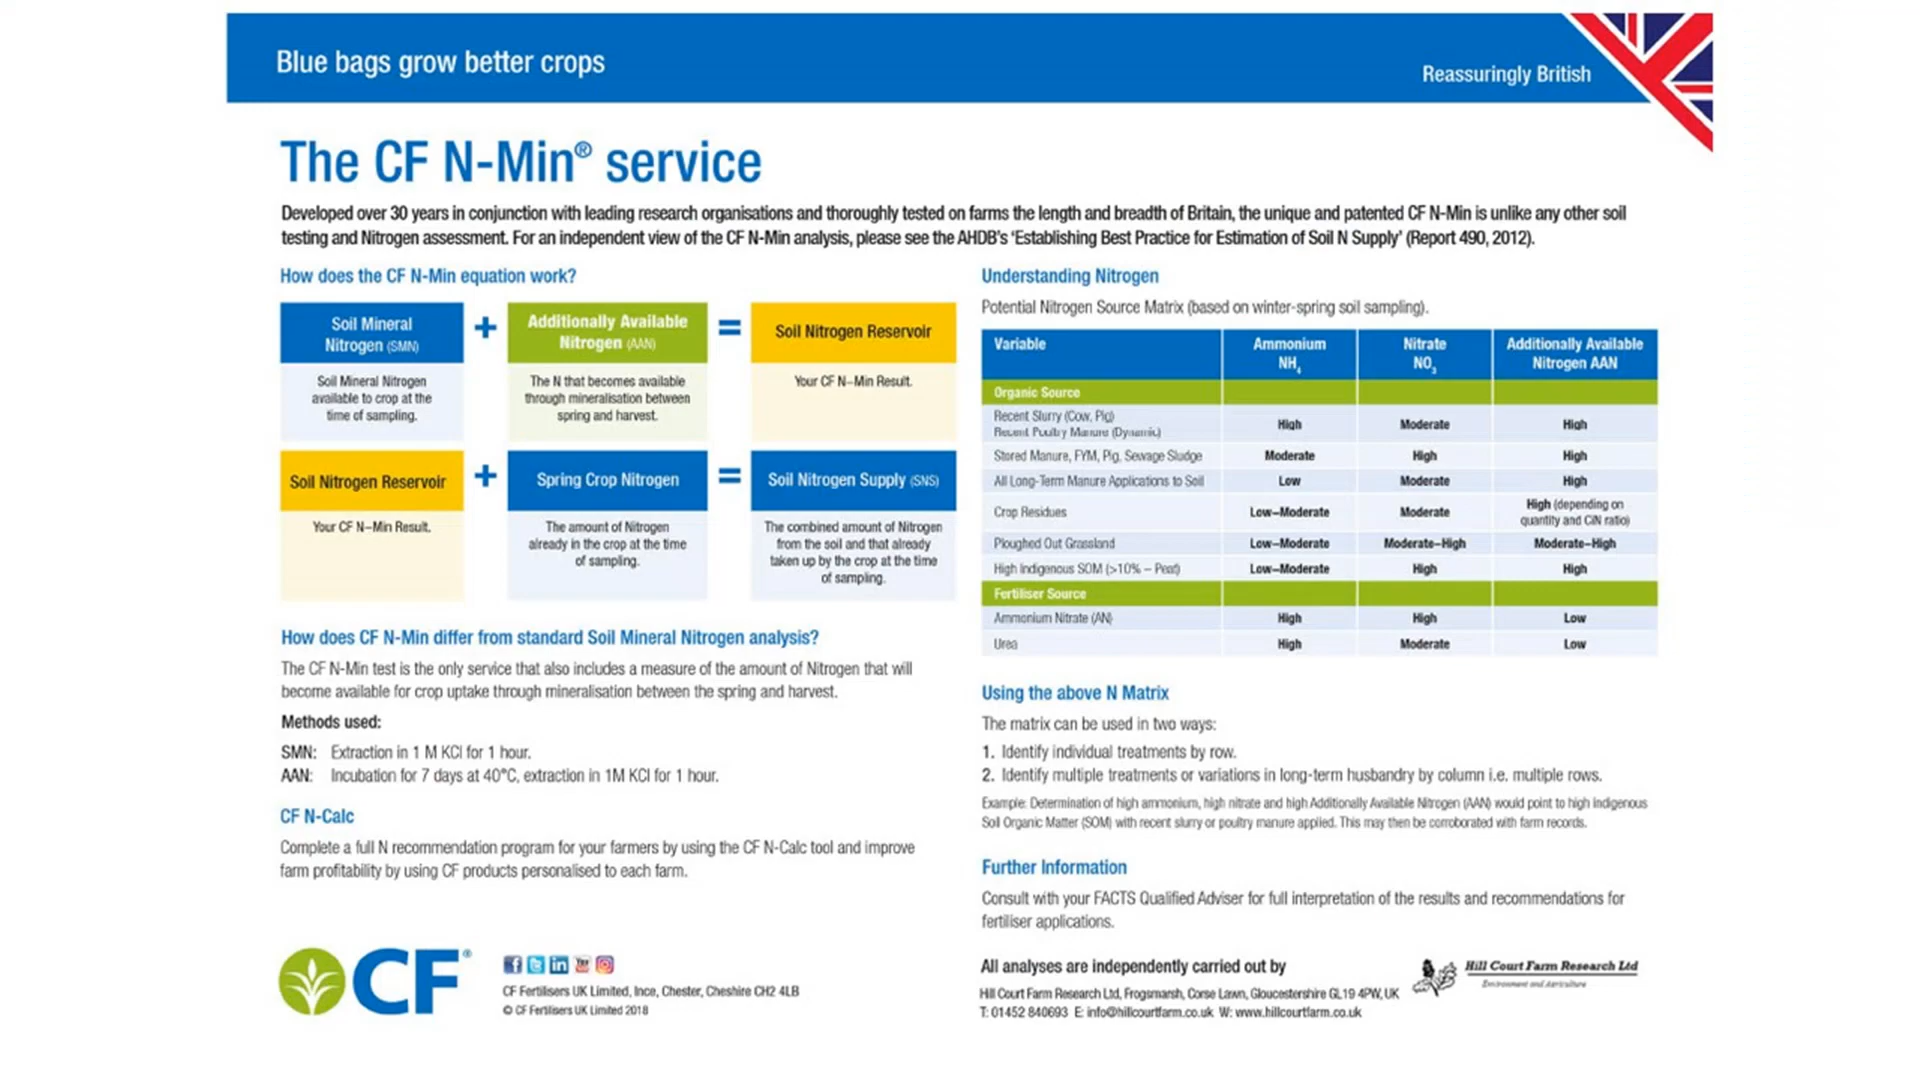 Blue bags grow better crops
Reassuringly British
The CF N-Min® service
Developed over 30 years in conjunction with leading research organisations and thoroughly tested on farms the length and breadth of Britain, the unique and patented CF N-Min is unlike any other soil
testing and Nitrogen assessment. For an independent view of the CF N-Min analysis, please see the AHDB's 'Establishing Best Practice for Estimation of Soil N Supply' (Report 490, 2012).
How does the CF N-Min equation work?
Soil Mineral
Nitrogen (SMN)
+
Additionally Available
Nitrogen (AAN)
=
Soil Nitrogen Reservoir
Soil Mineral Nitrogen
available to crop at the
time of sampling.
The N that becomes available
through mineralisation between
spring and harvest.
Your CF N–Min Result.
Soil Nitrogen Reservoir
+
Spring Crop Nitrogen
=
Soil Nitrogen Supply (SNS)
Your CF N–Min Result.
The amount of Nitrogen
already in the crop at the time
of sampling.
The combined amount of Nitrogen
from the soil and that already
taken up by the crop at the time
of sampling.
How does CF N-Min differ from standard Soil Mineral Nitrogen analysis?
The CF N-Min test is the only service that also includes a measure of the amount of Nitrogen that will
become available for crop uptake through mineralisation between the spring and harvest.
Methods used:
SMN: Extraction in 1 M KCl for 1 hour.
AAN: Incubation for 7 days at 40°C, extraction in 1M KCl for 1 hour.
CF N-Calc
Complete a full N recommendation program for your farmers by using the CF N-Calc tool and improve
farm profitability by using CF products personalised to each farm.
CF®
CF Fertilisers UK Limited, Ince, Chester, Cheshire CH2 4LB
© CF Fertilisers UK Limited 2018
Understanding Nitrogen
Potential Nitrogen Source Matrix (based on winter-spring soil sampling).
Variable Ammonium NH4 Nitrate NO3 Additionally Available Nitrogen AAN
Organic Source
Recent Slurry (Cow, Pig)
Recent Poultry Manure (Dynamic) High Moderate High
Stored Manure, FYM, Pig, Sewage Sludge Moderate High High
All Long-Term Manure Applications to Soil Low Moderate High
Crop Residues Low–Moderate Moderate High (depending on quantity and C:N ratio)
Ploughed Out Grassland Low–Moderate Moderate–High Moderate–High
High Indigenous SOM (>10% – Peat) Low–Moderate High High
Fertiliser Source
Ammonium Nitrate (AN) High High Low
Urea High Moderate Low
Using the above N Matrix
The matrix can be used in two ways:
1. Identify individual treatments by row.
2. Identify multiple treatments or variations in long-term husbandry by column i.e. multiple rows.
Example: Determination of high ammonium, high nitrate and high Additionally Available Nitrogen (AAN) would point to high indigenous
Soil Organic Matter (SOM) with recent slurry or poultry manure applied. This may then be corroborated with farm records.
Further Information
Consult with your FACTS Qualified Adviser for full interpretation of the results and recommendations for
fertiliser applications.
All analyses are independently carried out by
Hill Court Farm Research Ltd, Frogsmarsh, Corse Lawn, Gloucestershire GL19 4PW, UK
T: 01452 840693 E: info@hillcourtfarm.co.uk W: www.hillcourtfarm.co.uk
Hill Court Farm Research Ltd
Environment and Agriculture